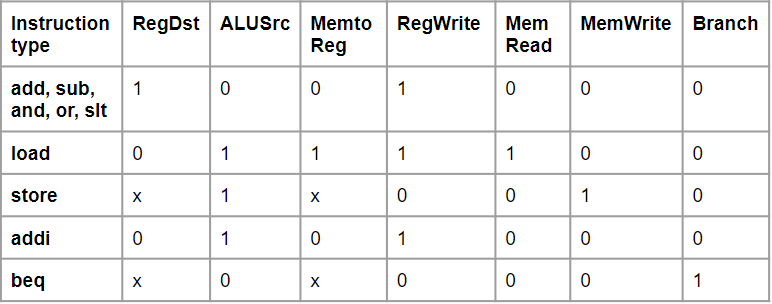 Instruction type RegDst ALUSrc Memto Reg RegWrite Mem Read MemWrite Branch
add, sub, and, or, slt 1 0 0 1 0 0 0
load 0 1 1 1 1 0 0
store x 1 x 0 0 1 0
addi 0 1 0 1 0 0 0
beq x 0 x 0 0 0 1